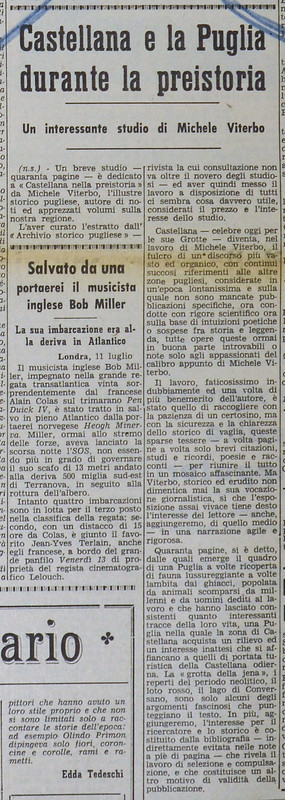 Castellana e la Puglia
durante la preistoria
Un interessante studio di Michele Viterbo
(n.s.) - Un breve studio —
quaranta pagine — è dedicato
a « Castellana nella preistoria »
da Michele Viterbo, l'illustre
storico pugliese, autore di no-
ti ed apprezzati volumi sulla
nostra regione.
L'aver curato l'estratto dall'
Archivio storico pugliese » —
rivista la cui consultazione non
va oltre il novero degli studio-
si — ed aver quindi messo il
lavoro a disposizione di tutti
ci sembra cosa davvero utile,
considerati il prezzo e l'inte-
resse dello studio.
Castellana — celebre oggi per
le sue Grotte — diventa, nel
lavoro di Michele Viterbo, il
fulcro di un discorso più va-
sto ed organico, con continui
succosi riferimenti alle altre
zone pugliesi, considerate in
un'epoca lontanissima e sulla
quale non sono mancate pub-
blicazioni specifiche, ora con-
dotte con rigore scientifico ora
sulla base di intuizioni poetiche
o sospese fra storia e leggen-
da, tutte opere queste ormai
in buona parte introvabili o
note solo agli appassionati del
calibro appunto di Michele Vi-
terbo.
Il lavoro, faticosissimo in-
dubbiamente ed una volta di
più benemerito dell'autore, è
stato quello di raccogliere con
la pazienza di un certosino, ma
con la sicurezza e la chiarezza
dello storico di vaglia, queste
sparse tessere — a volta pagi-
ne a volta solo brevi citazioni,
studi e ricordi, poesie e rac-
conti — per riunire il tutto
in un mosaico affascinante. Ma
Viterbo, storico ed erudito non
dimentica mai la sua vocazione
giornalistica, sì che l'espo-
sizione assai vivace tiene desto
l'interesse del lettore — anche,
aggiungeremo, di quello medio
— in una narrazione agile e
rigorosa.
Quaranta pagine, si è detto,
dalle quali emerge il quadro
di una Puglia a volte ricoperta
di fauna lussureggiante a volte
lambita dai ghiacci, popolata
da animali scomparsi da mil-
lenni e da uomini dediti al la-
voro e che hanno lasciato con-
sistenti quanto interessanti
tracce della loro vita, una Pu-
glia nella quale la zona di Ca-
stellana acquista un rilievo ed
un interesse inattesi che si af-
fiancano a quelli di portata tu-
ristica della Castellana odier-
na. La « grotta della jena », i
reperti del periodo neolitico, il
loto rosso, il lago di Conver-
sano, sono solo alcuni degli
argomenti fascinosi che pun-
teggiano il testo. In più, ag-
giungeremo, l'interesse per il
ricercatore e lo storico è co-
stituito dalla bibliografia — in-
direttamente evitata nelle note
a piè di pagina — che rivela il
lavoro di selezione e compulsa-
zione, e che costituisce un al-
tro motivo di validità della
pubblicazione.
Salvato da una
portaerei il musicista
inglese Bob Miller
La sua imbarcazione era al-
la deriva in Atlantico
Londra, 11 luglio
Il musicista inglese Bob Mil-
ler, impegnato nella grande re-
gata transatlantica vinta sor-
prendentemente dal francese
Alain Colas sul trimarano Pen
Duick IV, è stato tratto in sal-
vo in pieno Atlantico dalla por-
taerei norvegese Heogh Miner-
va. Miller, ormai allo stremo
delle forze, aveva lanciato la
scorsa notte l'SOS, non essen-
do più in grado di governare
il suo scafo di 13 metri andato
alla deriva 500 miglia sud-est
di Terranova, in seguito alla
rottura dell'albero.
Intanto quattro imbarcazioni
sono in lotta per il terzo posto
nella classifica della regata; se-
condo, con un distacco di 15
ore da Colas, e giunto il favo-
rito Jean-Yves Terlain, anche
egli francese, a bordo del gran-
de panfilo Venerdì 13 di pro-
prietà del regista cinematogra-
fico Lelouch.
ario
pittori che hanno avuto un
loro stile proprio e che non
si sono limitati solo a rac-
contare le storie dell'epoca:
ad esempio Olindo Primon
dipingeva solo fiori, coron-
cine e corolle, rami e ra-
metti.
Edda Tedeschi